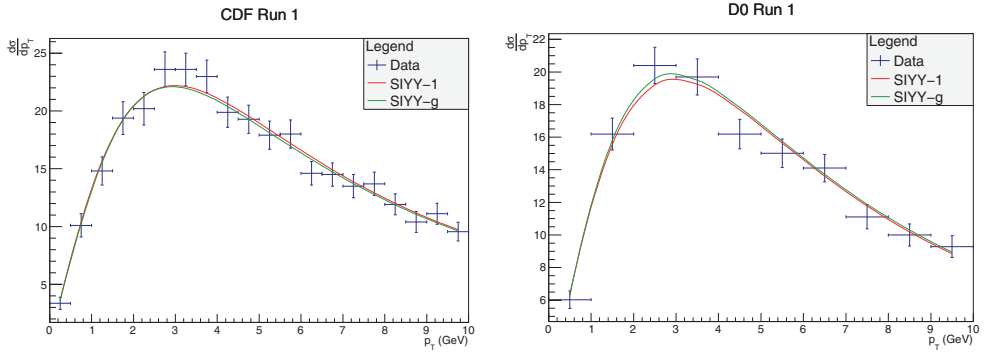 CDF Run 1
dσ
dp_T
25
20
15
10
5
0 1 2 3 4 5 6 7 8 9 10
p_T (GeV)
Legend
Data
SIYY−1
SIYY−g
D0 Run 1
dσ
dp_T
22
20
18
16
14
12
10
8
6
0 1 2 3 4 5 6 7 8 9 10
p_T (GeV)
Legend
Data
SIYY−1
SIYY−g